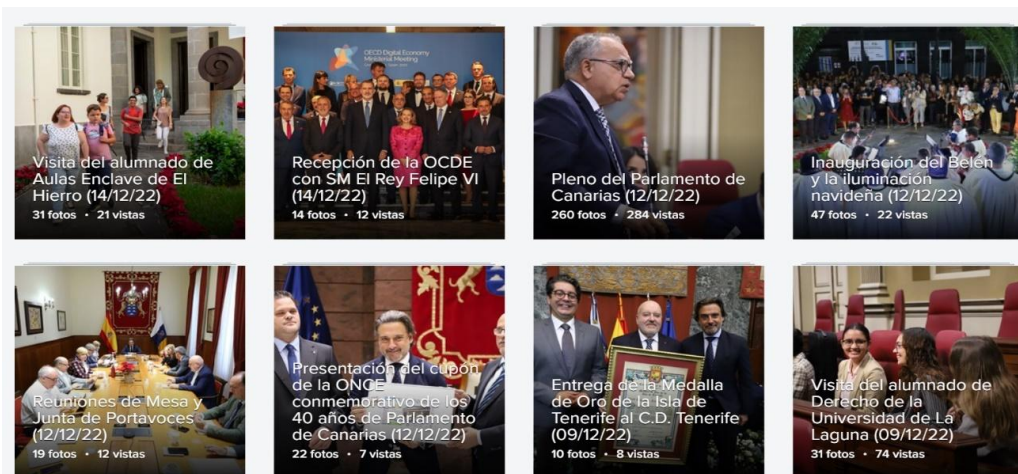 Visita del alumnado de
Aulas Enclave de El
Hierro (14/12/22)
31 fotos • 21 vistas
OECD Digital Economy
Ministerial Meeting
Recepción de la OCDE
con SM El Rey Felipe VI
(14/12/22)
14 fotos • 12 vistas
Pleno del Parlamento de
Canarias (12/12/22)
260 fotos • 284 vistas
Inauguración del Belén
y la iluminación
navideña (12/12/22)
47 fotos • 22 vistas
Reuniones de Mesa y
Junta de Portavoces
(12/12/22)
19 fotos • 12 vistas
Presentación del cupón
de la ONCE
conmemorativo de los
40 años de Parlamento
de Canarias (12/12/22)
22 fotos • 7 vistas
Entrega de la Medalla
de Oro de la Isla de
Tenerife al C.D. Tenerife
(09/12/22)
10 fotos • 8 vistas
Visita del alumnado de
Derecho de la
Universidad de La
Laguna (09/12/22)
31 fotos • 74 vistas